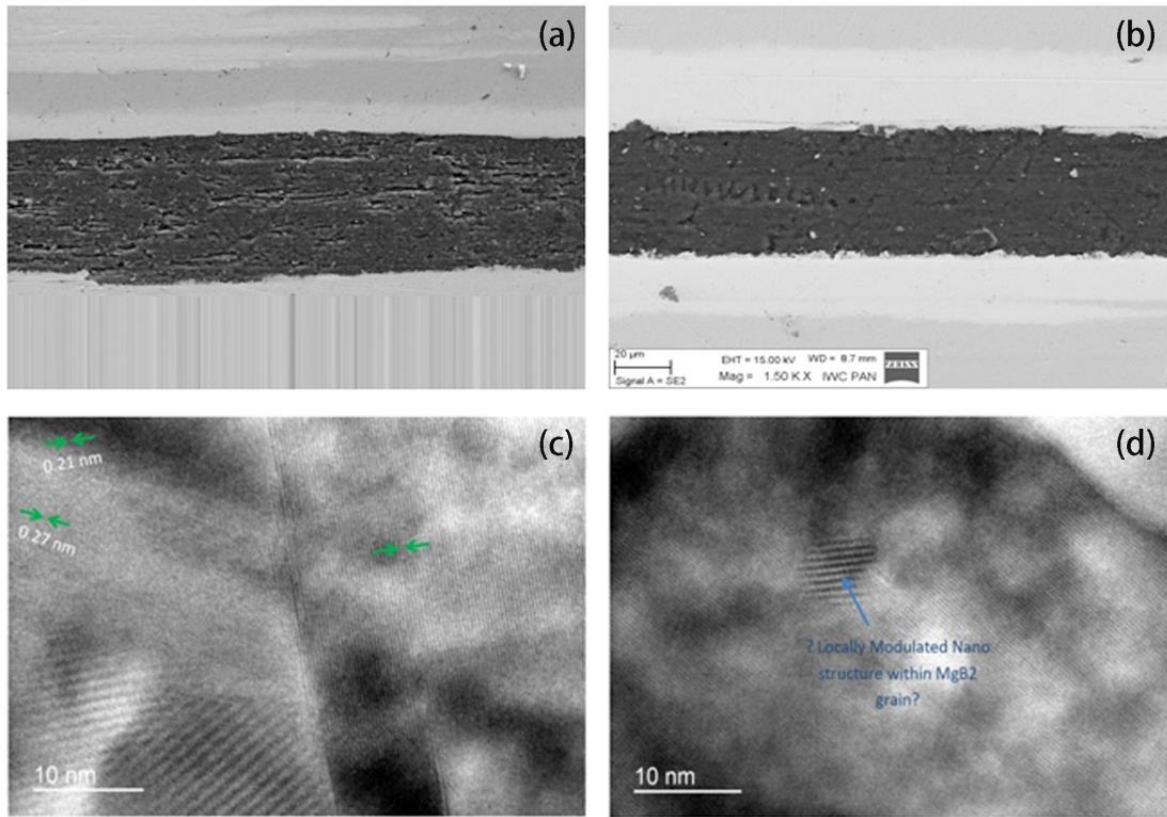 (a)
(b)
20 µm
EHT = 15.00 kV
WD = 8.7 mm
Signal A = SE2
Mag = 1.50 K X
IWC PAN
ZEISS
(c)
0.21 nm
0.27 nm
10 nm
(d)
? Locally Modulated Nano
structure within MgB2
grain?
10 nm